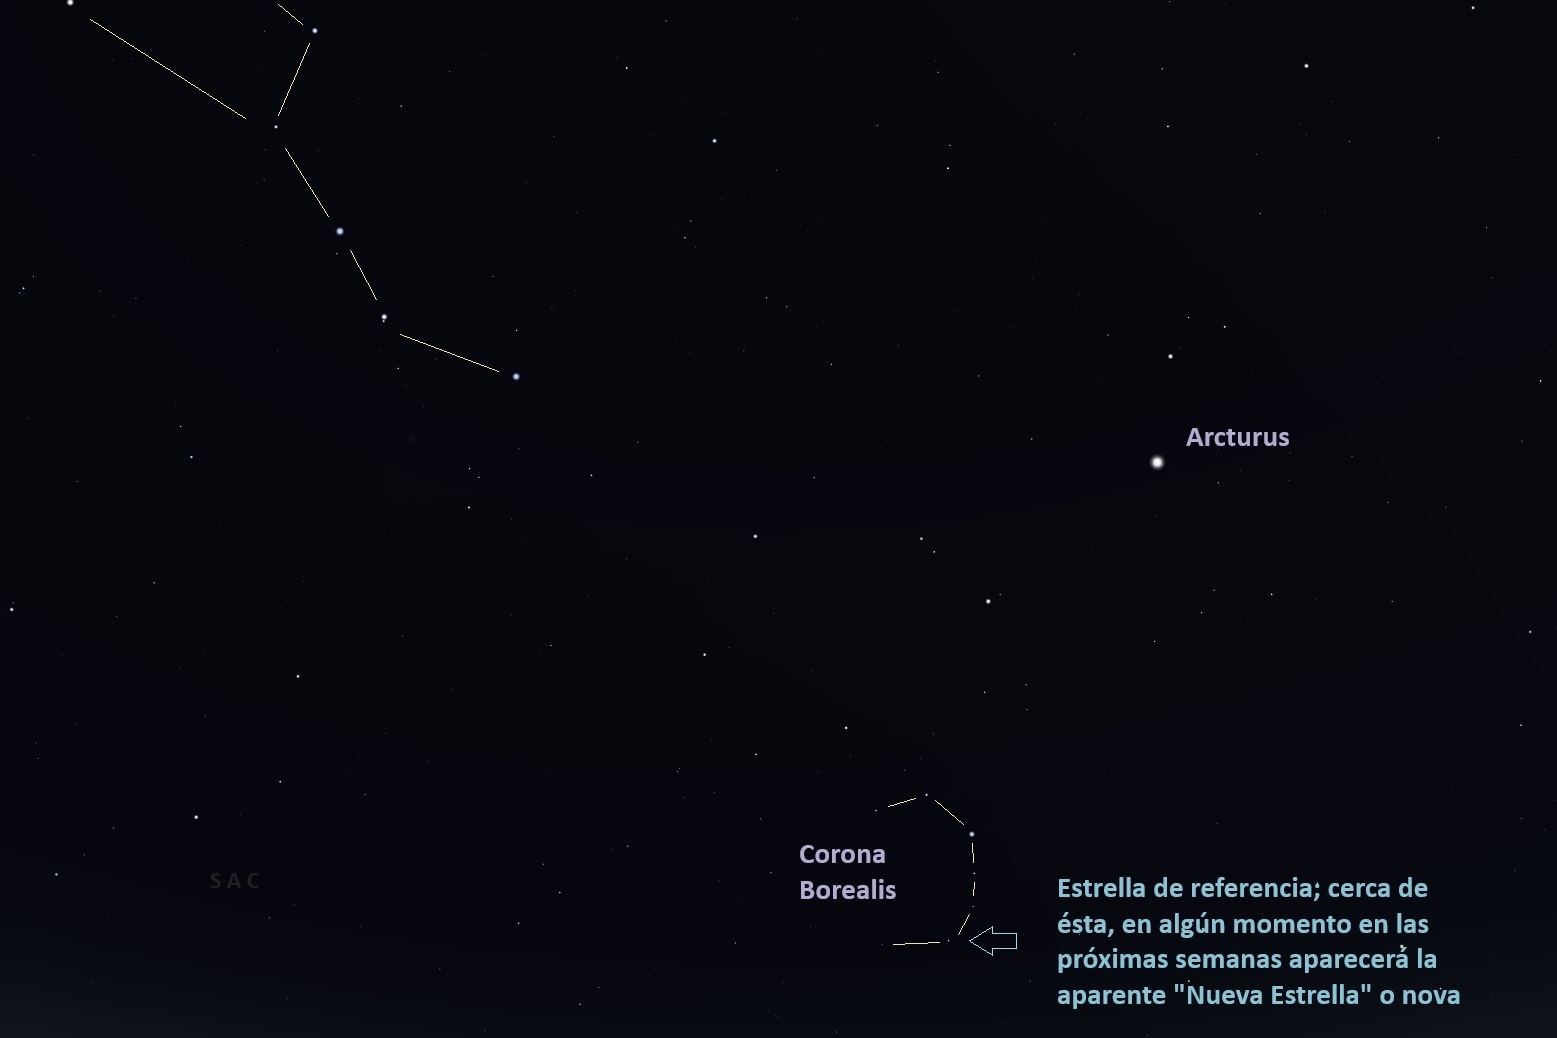 Arcturus
Corona
Borealis
S A C
Estrella de referencia; cerca de
ésta, en algún momento en las
próximas semanas aparecerá la
aparente "Nueva Estrella" o nova